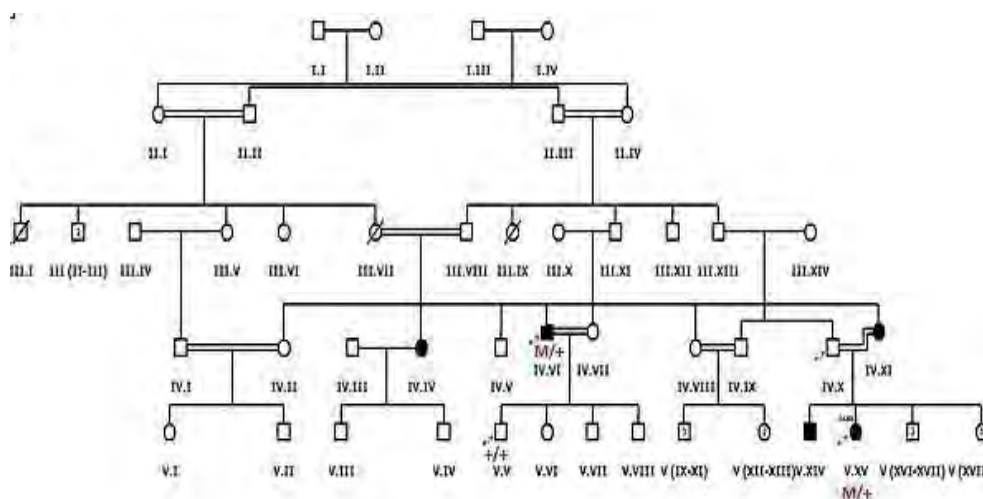 I.I I.II I.III I.IV
II.I II.II II.III II.IV
III.I III (II-III) III.IV III.V III.VI III.VII III.VIII III.IX III.X III.XI III.XII III.XIII III.XIV
M/+
IV.I IV.II IV.III IV.IV IV.V IV.VI IV.VII IV.VIII IV.IX IV.X IV.XI
+/+
V.I V.II V.III V.IV V.V V.VI V.VII V.VIII V (IX-XI) V (XII-XIII) V.XIV V.XV V (XVI-XVII)
M/+